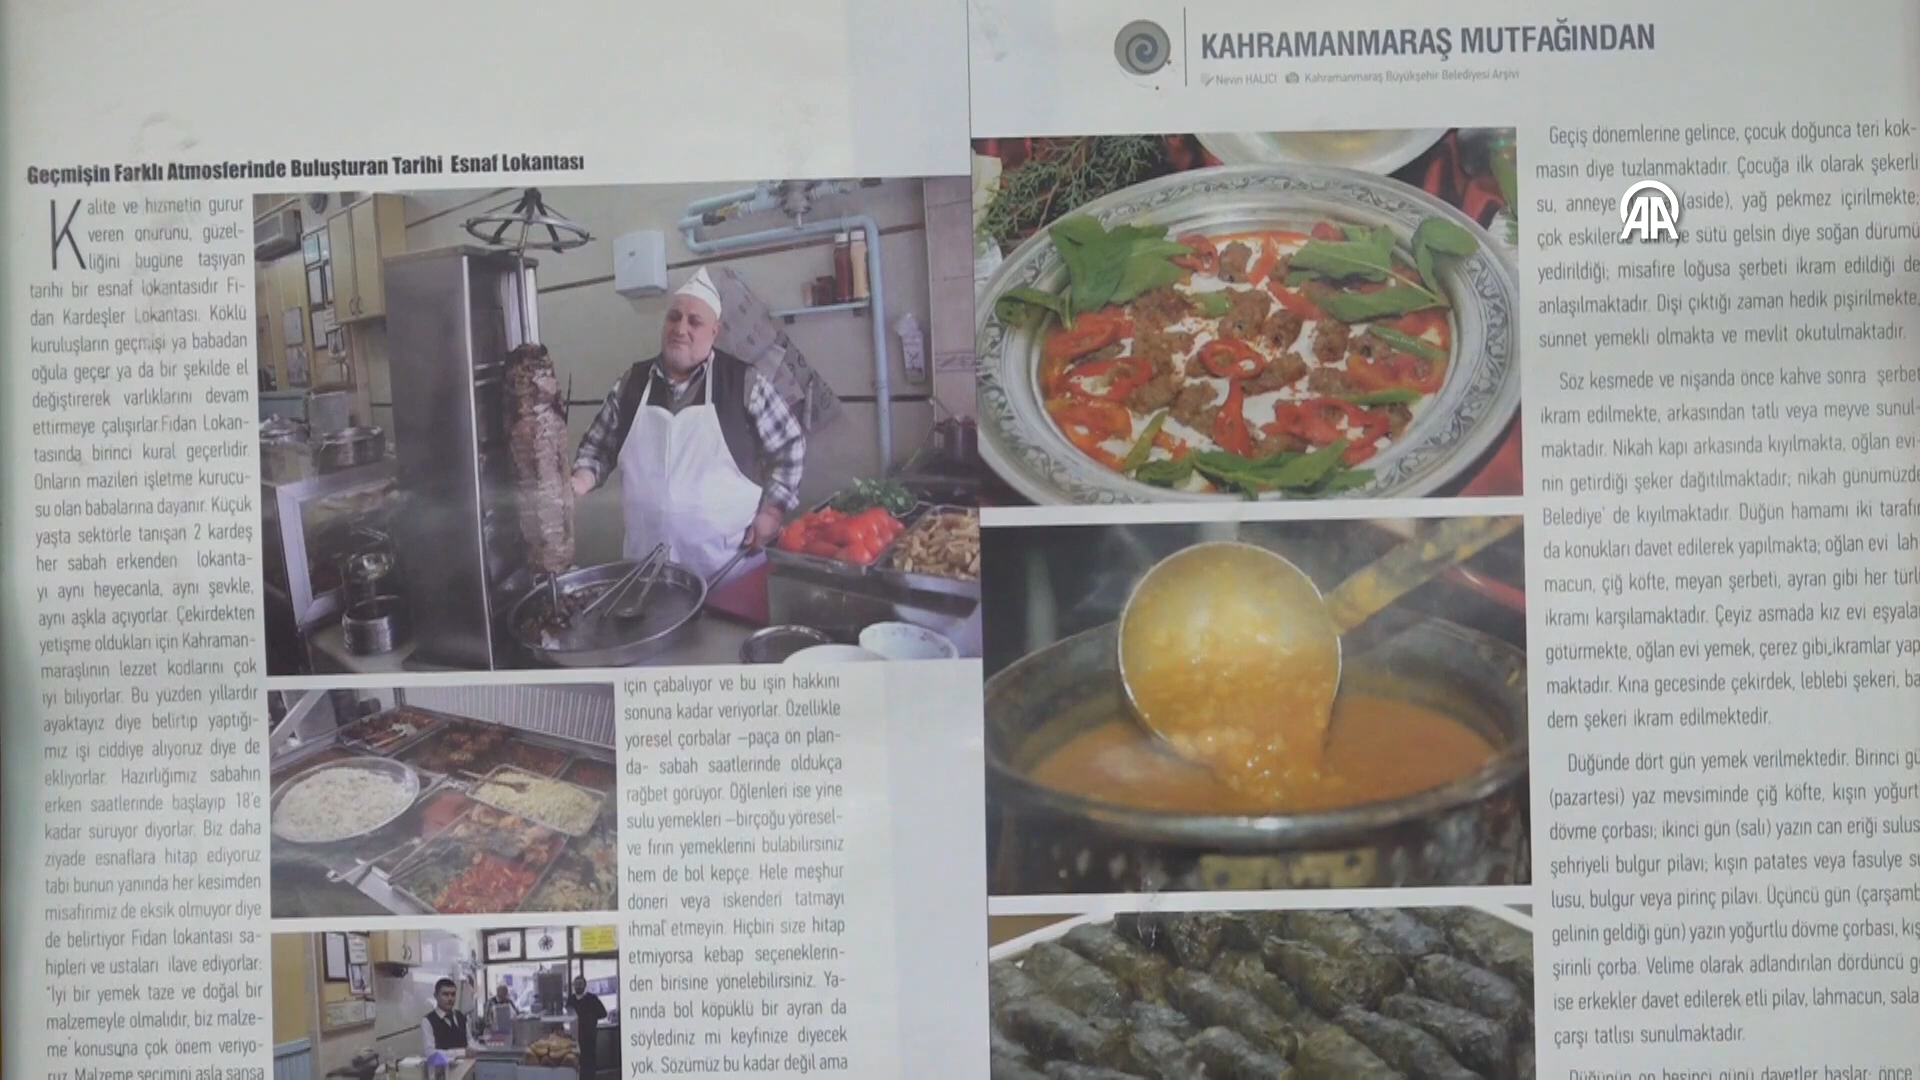 Geçmişin Farklı Atmosferinde Buluşturan Tarihi Esnaf Lokantası
Kalite ve hizmetin gurur
veren onurunu, güzel-
liğini bugüne taşıyan
tarihi bir esnaf lokantasıdır Fi-
dan Kardeşler Lokantası. Köklü
kuruluşların geçmişi ya babadan
oğula geçer ya da bir şekilde el
değiştirerek varlıklarını devam
ettirmeye çalışırlar.Fidan Lokan-
tasında birinci kural geçerlidir.
Onların mazileri işletme kurucu-
su olan babalarına dayanır. Küçük
yaşta sektörle tanışan 2 kardeş
her sabah erkenden lokanta-
yı aynı heyecanla, aynı şevkle,
aynı aşkla açıyorlar. Çekirdekten
yetişme oldukları için Kahraman-
maraşlının lezzet kodlarını çok
iyi biliyorlar. Bu yüzden yıllardır
ayaktayız diye belirtip yaptığı-
mız işi ciddiye alıyoruz diye de
ekliyorlar. Hazırlığımız sabahın
erken saatlerinde başlayıp 18'e
kadar sürüyor diyorlar. Biz daha
ziyade esnaflara hitap ediyoruz
tabi bunun yanında her kesimden
misafirimiz de eksik olmuyor diye
de belirtiyor Fidan lokantası sa-
hipleri ve ustaları ilave ediyorlar:
"İyi bir yemek taze ve doğal bir
malzemeyle olmalıdır, biz malze-
me konusuna çok önem veriyo-
ruz. Malzeme seçimini asla şansa
için çabalıyor ve bu işin hakkını
sonuna kadar veriyorlar. Özellikle
yöresel çorbalar –paça ön plan-
da- sabah saatlerinde oldukça
rağbet görüyor. Öğlenleri ise yine
sulu yemekleri –birçoğu yöresel-
ve fırın yemeklerini bulabilirsiniz
hem de bol kepçe. Hele meşhur
döneri veya iskenderi tatmayı
ihmal etmeyin. Hiçbiri size hitap
etmiyorsa kebap seçeneklerin-
den birisine yönelebilirsiniz. Ya-
nında bol köpüklü bir ayran da
söylediniz mi keyfinize diyecek
yok. Sözümüz bu kadar değil ama
KAHRAMANMARAŞ MUTFAĞINDAN
Nevin HALICI Kahramanmaraş Büyükşehir Belediyesi Arşivi
Geçiş dönemlerine gelince, çocuk doğunca teri kok-
masın diye tuzlanmaktadır. Çocuğa ilk olarak şekerli
su, anneye (aside), yağ pekmez içirilmekte;
çok eskilerde sütü gelsin diye soğan dürümü
yedirildiği; misafire loğusa şerbeti ikram edildiği de
anlaşılmaktadır. Dişi çıktığı zaman hedik pişirilmekte,
sünnet yemekli olmakta ve mevlit okutulmaktadır.
Söz kesmede ve nişanda önce kahve sonra şerbet
ikram edilmekte, arkasından tatlı veya meyve sunul-
maktadır. Nikah kapı arkasında kıyılmakta, oğlan evi-
nin getirdiği şeker dağıtılmaktadır; nikah günümüzde
Belediye' de kıyılmaktadır. Düğün hamamı iki tarafın
da konukları davet edilerek yapılmakta; oğlan evi lah
macun, çiğ köfte, meyan şerbeti, ayran gibi her türl
ikramı karşılamaktadır. Çeyiz asmada kız evi eşyala
götürmekte, oğlan evi yemek, çerez gibi ikramlar yap
maktadır. Kına gecesinde çekirdek, leblebi şekeri, ba
dem şekeri ikram edilmektedir.
Düğünde dört gün yemek verilmektedir. Birinci gü
(pazartesi) yaz mevsiminde çiğ köfte, kışın yoğurt
dövme çorbası; ikinci gün (salı) yazın can eriği sulus
şehriyeli bulgur pilavı; kışın patates veya fasulye su
lusu, bulgur veya pirinç pilavı. Üçüncü gün (çarşamb
gelinin geldiği gün) yazın yoğurtlu dövme çorbası, kış
şirinli çorba. Velime olarak adlandırılan dördüncü g
ise erkekler davet edilerek etli pilav, lahmacun, sala
çarşı tatlısı sunulmaktadır.
Düğünün on beşinci günü davetler başlar; önce
AA